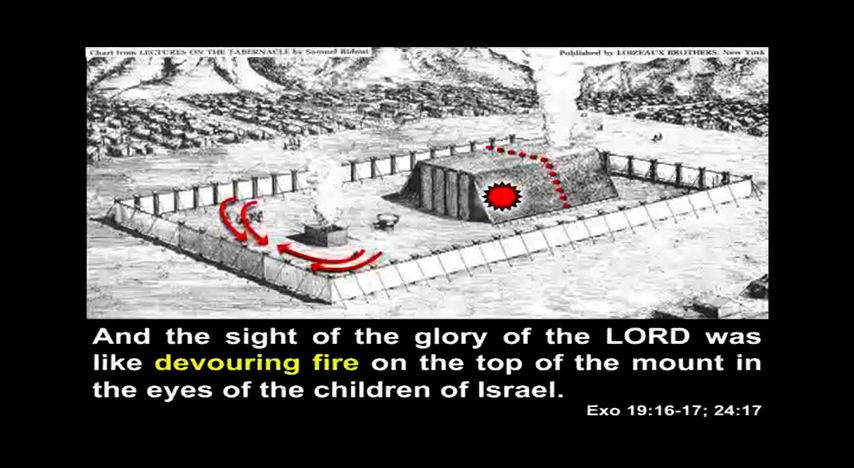 Chart from LECTURES ON THE TABERNACLE by Samuel Ridout
Published by LOIZEAUX BROTHERS, New York
And the sight of the glory of the LORD was
like devouring fire on the top of the mount in
the eyes of the children of Israel.
Exo 19:16-17; 24:17